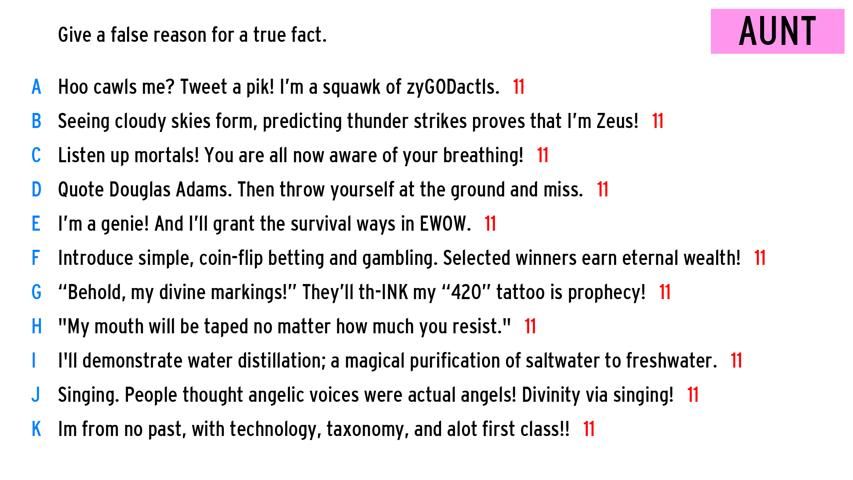 Give a false reason for a true fact.
AUNT
A Hoo cawls me? Tweet a pik! I'm a squawk of zyGODactls. 11
B Seeing cloudy skies form, predicting thunder strikes proves that I'm Zeus! 11
C Listen up mortals! You are all now aware of your breathing! 11
D Quote Douglas Adams. Then throw yourself at the ground and miss. 11
E I'm a genie! And I'll grant the survival ways in EWOW. 11
F Introduce simple, coin-flip betting and gambling. Selected winners earn eternal wealth! 11
G “Behold, my divine markings!” They'll th-INK my “420” tattoo is prophecy! 11
H "My mouth will be taped no matter how much you resist." 11
I I'll demonstrate water distillation; a magical purification of saltwater to freshwater. 11
J Singing. People thought angelic voices were actual angels! Divinity via singing! 11
K Im from no past, with technology, taxonomy, and alot first class!! 11